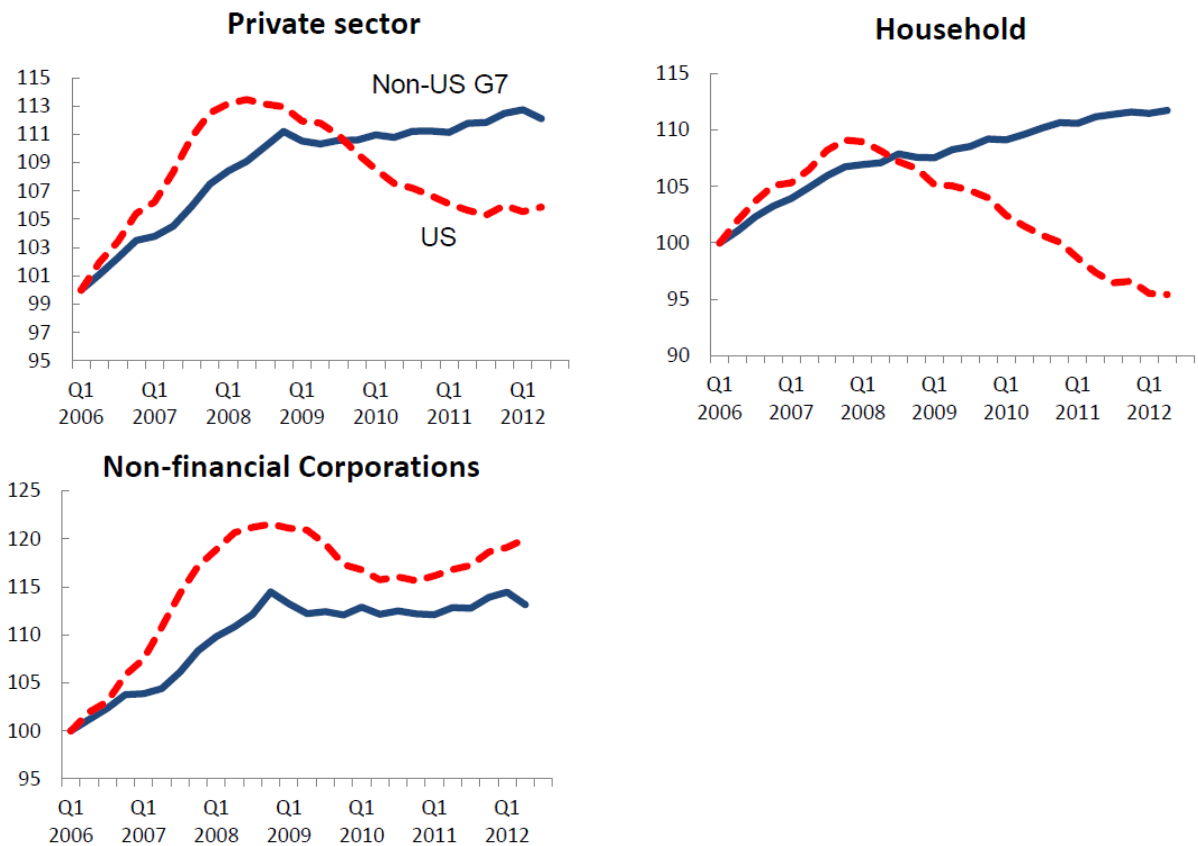 Private sector
115
113
111
109
107
105
103
101
99
97
95
Non-US G7
US
Q1 Q1 Q1 Q1 Q1 Q1 Q1
2006 2007 2008 2009 2010 2011 2012
Household
115
110
105
100
95
90
Q1 Q1 Q1 Q1 Q1 Q1 Q1
2006 2007 2008 2009 2010 2011 2012
Non-financial Corporations
125
120
115
110
105
100
95
Q1 Q1 Q1 Q1 Q1 Q1 Q1
2006 2007 2008 2009 2010 2011 2012